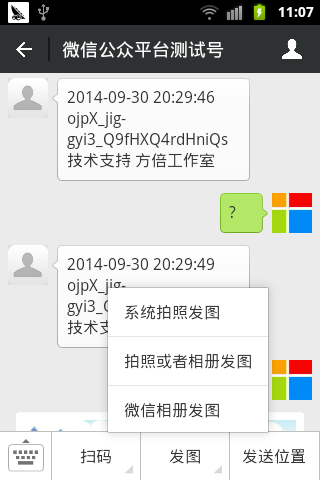 11:07
微信公众平台测试号
2014-09-30 20:29:46
ojpX_jig-
gyi3_Q9fHXQ4rdHniQs
技术支持 方倍工作室
?
2014-09-30 20:29:49
ojpX_jig-
gyi3_Q
技术支
系统拍照发图
拍照或者相册发图
微信相册发图
扫码
发图
发送位置